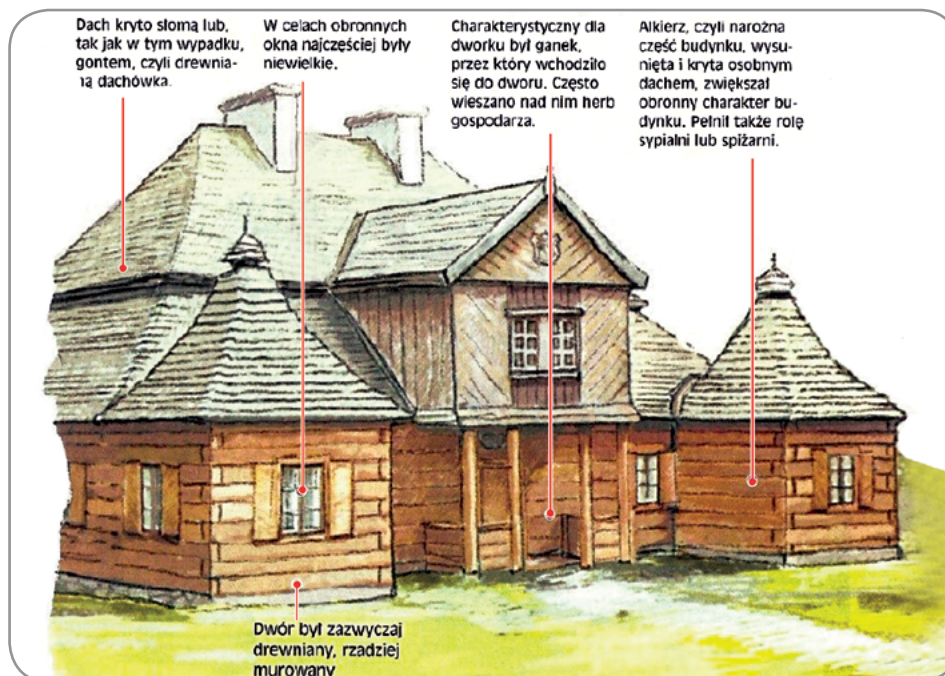 Dach kryto słomą lub,
tak jak w tym wypadku,
gontem, czyli drewnia-
ną dachówką.
W celach obronnych
okna najczęściej były
niewielkie.
Charakterystyczny dla
dworku był ganek,
przez który wchodziło
się do dworu. Często
wieszano nad nim herb
gospodarza.
Alkierz, czyli narożna
część budynku, wysu-
nięta i kryta osobnym
dachem, zwiększał
obronny charakter bu-
dynku. Pełnił także rolę
sypialni lub spiżarni.
Dwór był zazwyczaj
drewniany, rzadziej
murowany